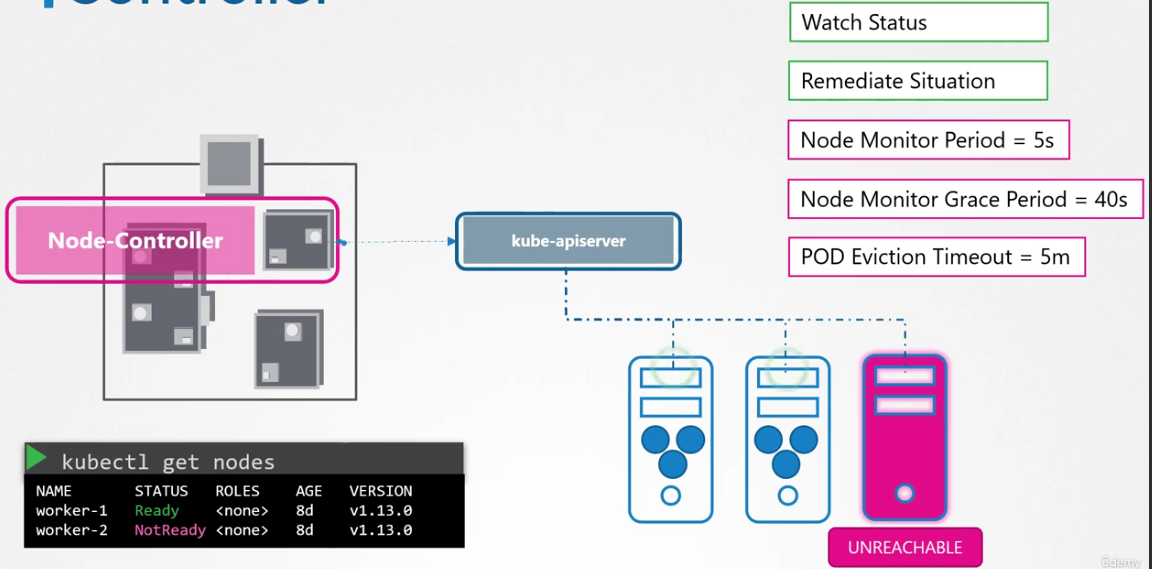 Controller
Watch Status
Remediate Situation
Node Monitor Period = 5s
Node Monitor Grace Period = 40s
POD Eviction Timeout = 5m
Node-Controller
kube-apiserver
kubectl get nodes
NAME STATUS ROLES AGE VERSION
worker-1 Ready <none> 8d v1.13.0
worker-2 NotReady <none> 8d v1.13.0
UNREACHABLE
ûdemy